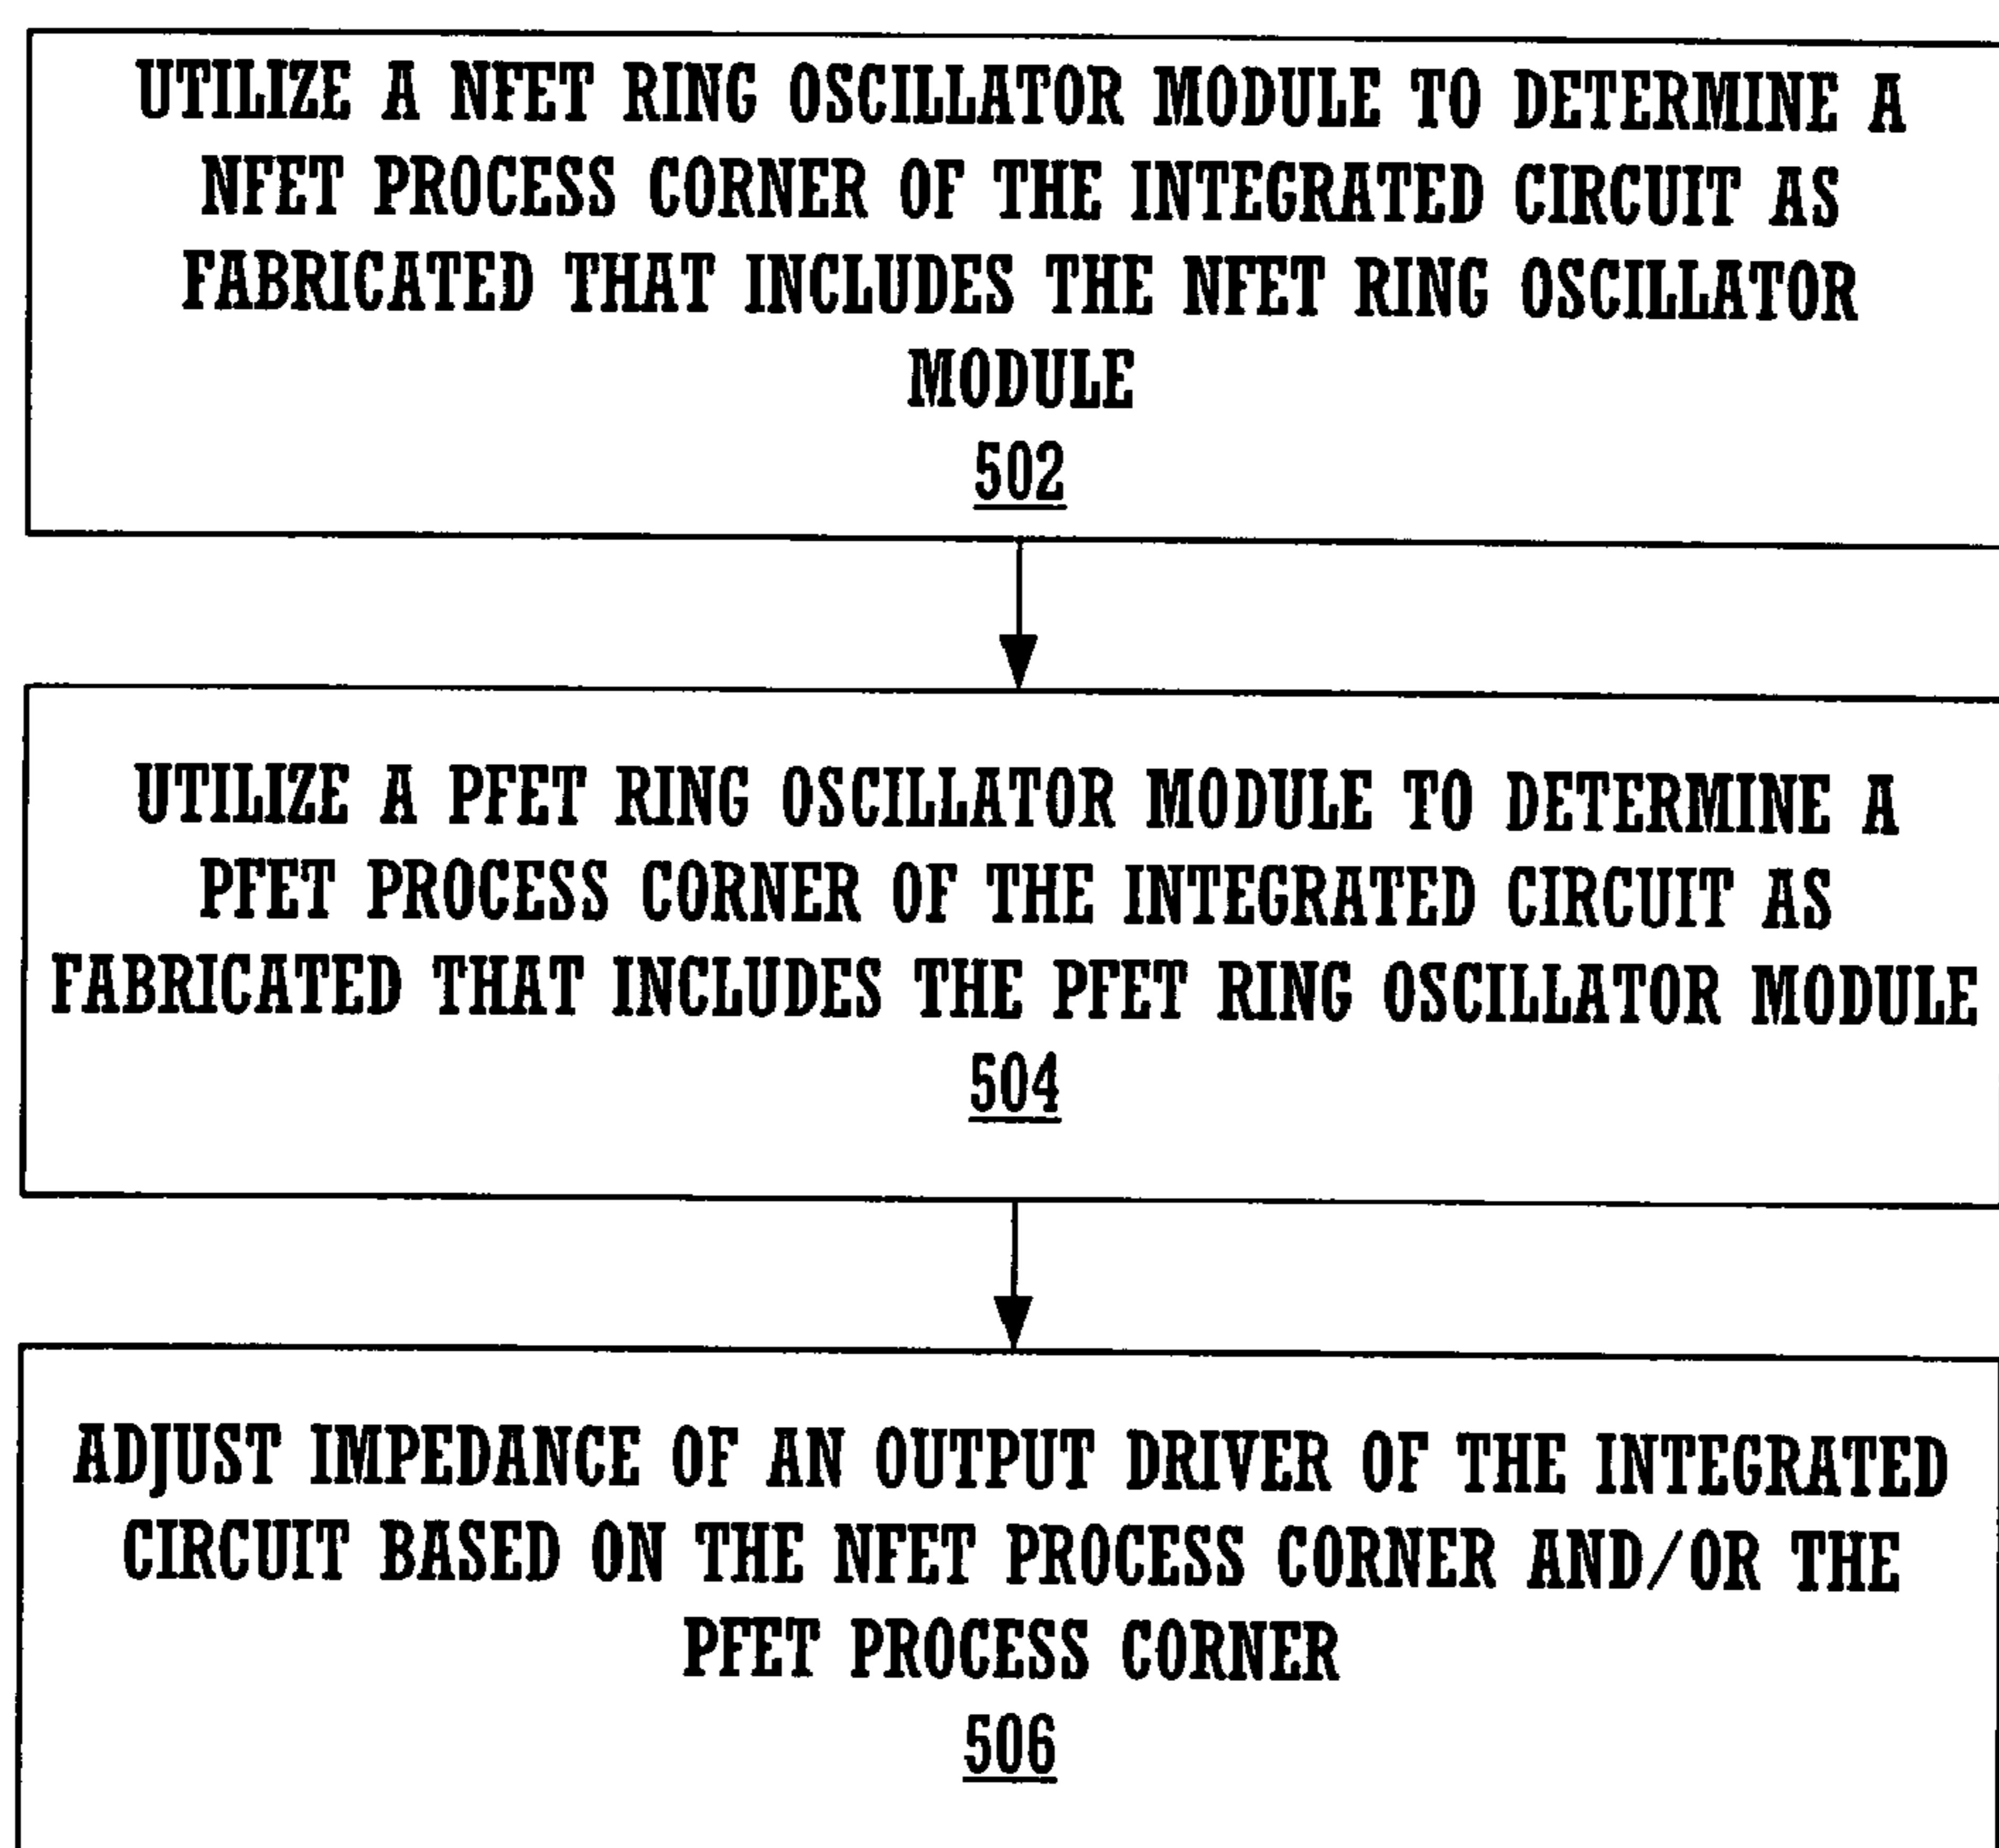 UTILIZE A NFET RING OSCILLATOR MODULE TO DETERMINE A
NFET PROCESS CORNER OF THE INTEGRATED CIRCUIT AS
FABRICATED THAT INCLUDES THE NFET RING OSCILLATOR
MODULE
502
UTILIZE A PFET RING OSCILLATOR MODULE TO DETERMINE A
PFET PROCESS CORNER OF THE INTEGRATED CIRCUIT AS
FABRICATED THAT INCLUDES THE PFET RING OSCILLATOR MODULE
504
ADJUST IMPEDANCE OF AN OUTPUT DRIVER OF THE INTEGRATED
CIRCUIT BASED ON THE NFET PROCESS CORNER AND/OR THE
PFET PROCESS CORNER
506